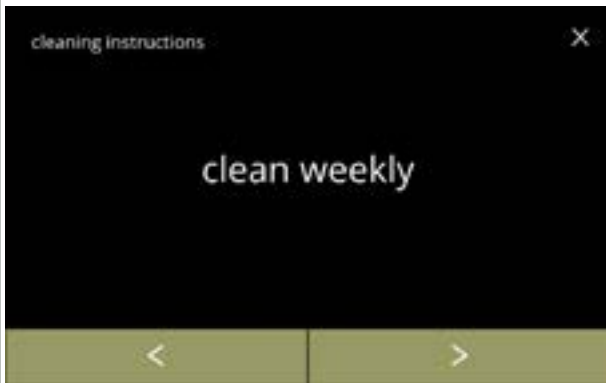 cleaning instructions
×
clean weekly
< >